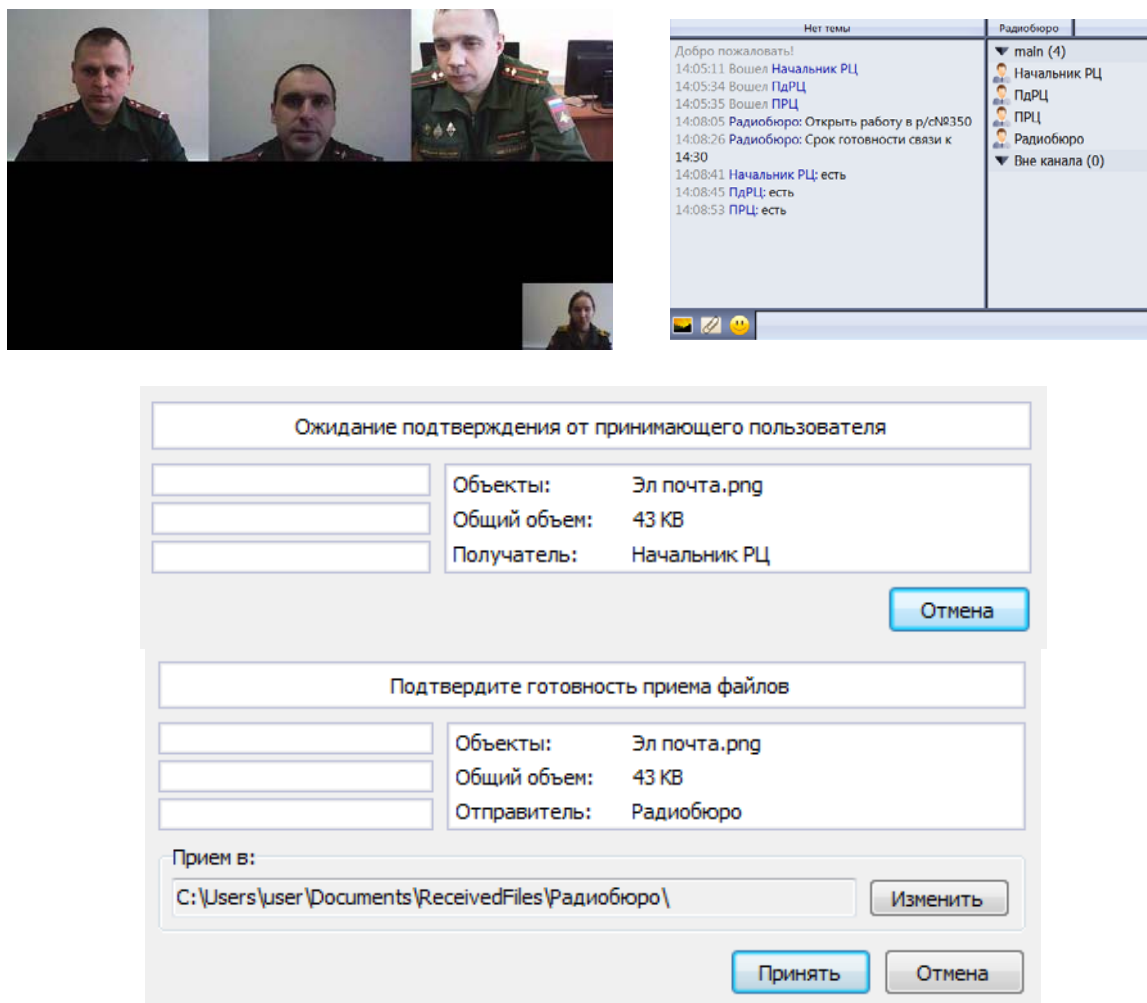 Нет темы
Добро пожаловать!
14:05:11 Вошел Начальник РЦ
14:05:34 Вошел ПдРЦ
14:05:35 Вошел ПРЦ
14:08:05 Радиобюро: Открыть работу в р/с№350
14:08:26 Радиобюро: Срок готовности связи к
14:30
14:08:41 Начальник РЦ: есть
14:08:45 ПдРЦ: есть
14:08:53 ПРЦ: есть
Радиобюро
main (4)
Начальник РЦ
ПдРЦ
ПРЦ
Радиобюро
Вне канала (0)
Ожидание подтверждения от принимающего пользователя
Объекты: Эл почта.png
Общий объем: 43 KB
Получатель: Начальник РЦ
Отмена
Подтвердите готовность приема файлов
Объекты: Эл почта.png
Общий объем: 43 KB
Отправитель: Радиобюро
Прием в:
C:\Users\user\Documents\ReceivedFiles\Радиобюро\
Изменить
Принять
Отмена